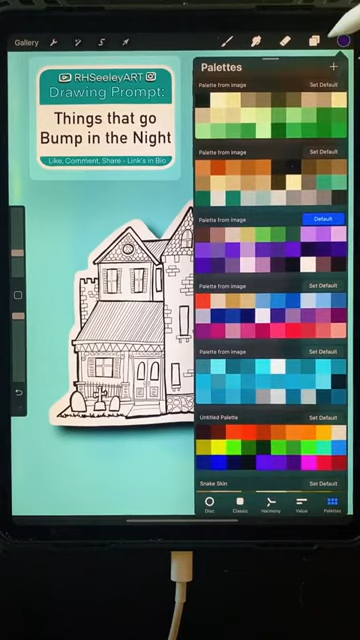 Gallery
RHSeeleyART
Drawing Prompt:
Things that go
Bump in the Night
Like, Comment, Share - Link's in Bio
Palettes
Palette from image Set Default
Palette from image Set Default
Palette from image Default
Palette from image Set Default
Palette from image Set Default
Untitled Palette Set Default
Snake Skin Set Default
Disc Classic Harmony Value Palettes